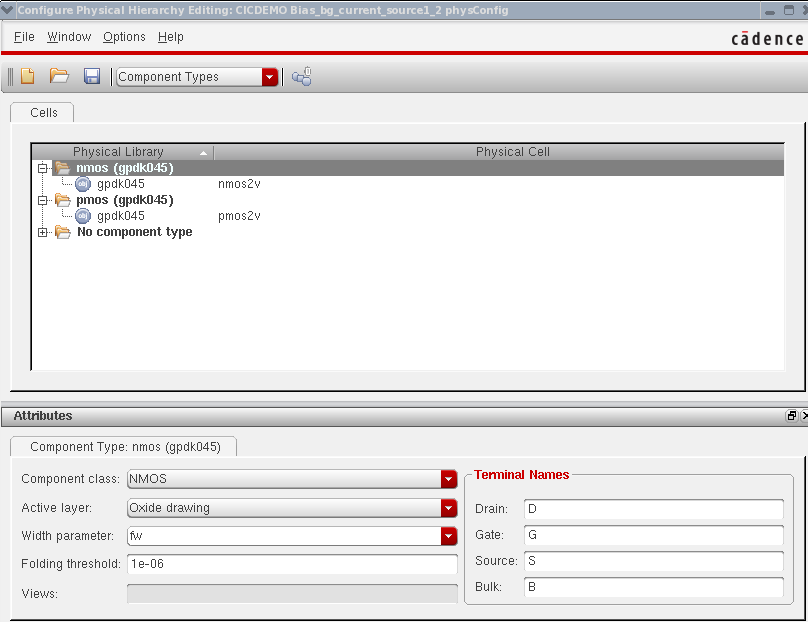 Configure Physical Hierarchy Editing: CICDEMO Bias_bg_current_source1_2 physConfig
File Window Options Help
cādence
Component Types
Cells
Physical Library Physical Cell
nmos (gpdk045)
obj gpdk045 nmos2v
pmos (gpdk045)
obj gpdk045 pmos2v
No component type
Attributes
Component Type: nmos (gpdk045)
Component class: NMOS
Active layer: Oxide drawing
Width parameter: fw
Folding threshold: 1e-06
Views:
Terminal Names
Drain: D
Gate: G
Source: S
Bulk: B